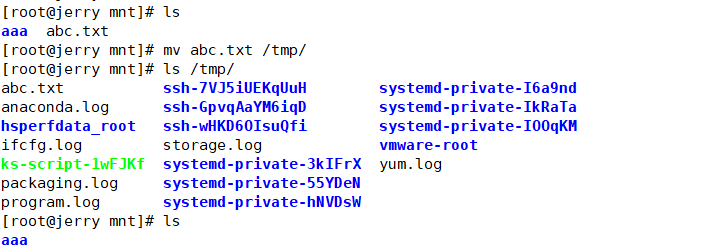 [root@jerry mnt]# ls
aaa  abc.txt
[root@jerry mnt]# mv abc.txt /tmp/
[root@jerry mnt]# ls /tmp/
abc.txt          ssh-7VJ5iUEKqUuH        systemd-private-I6a9nd
anaconda.log     ssh-GpvqAaYM6iqD        systemd-private-IkRaTa
hsperfdata_root  ssh-wHKD6OIsuQfi        systemd-private-IOOqKM
ifcfg.log        storage.log             vmware-root
ks-script-1wFJKf  systemd-private-3kIFrX  yum.log
packaging.log    systemd-private-55YDeN
program.log      systemd-private-hNVDsW
[root@jerry mnt]# ls
aaa